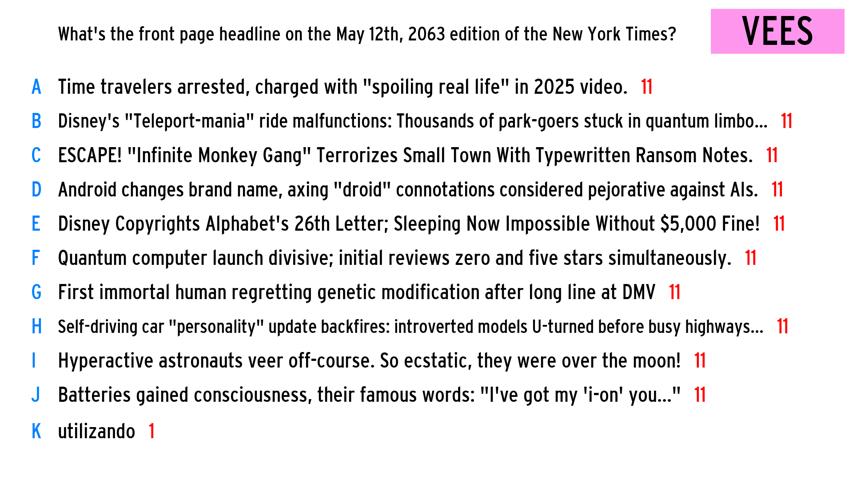 What's the front page headline on the May 12th, 2063 edition of the New York Times?
VEES
A Time travelers arrested, charged with "spoiling real life" in 2025 video. 11
B Disney's "Teleport-mania" ride malfunctions: Thousands of park-goers stuck in quantum limbo... 11
C ESCAPE! "Infinite Monkey Gang" Terrorizes Small Town With Typewritten Ransom Notes. 11
D Android changes brand name, axing "droid" connotations considered pejorative against AIs. 11
E Disney Copyrights Alphabet's 26th Letter; Sleeping Now Impossible Without $5,000 Fine! 11
F Quantum computer launch divisive; initial reviews zero and five stars simultaneously. 11
G First immortal human regretting genetic modification after long line at DMV 11
H Self-driving car "personality" update backfires: introverted models U-turned before busy highways... 11
I Hyperactive astronauts veer off-course. So ecstatic, they were over the moon! 11
J Batteries gained consciousness, their famous words: "I've got my 'i-on' you..." 11
K utilizando 1